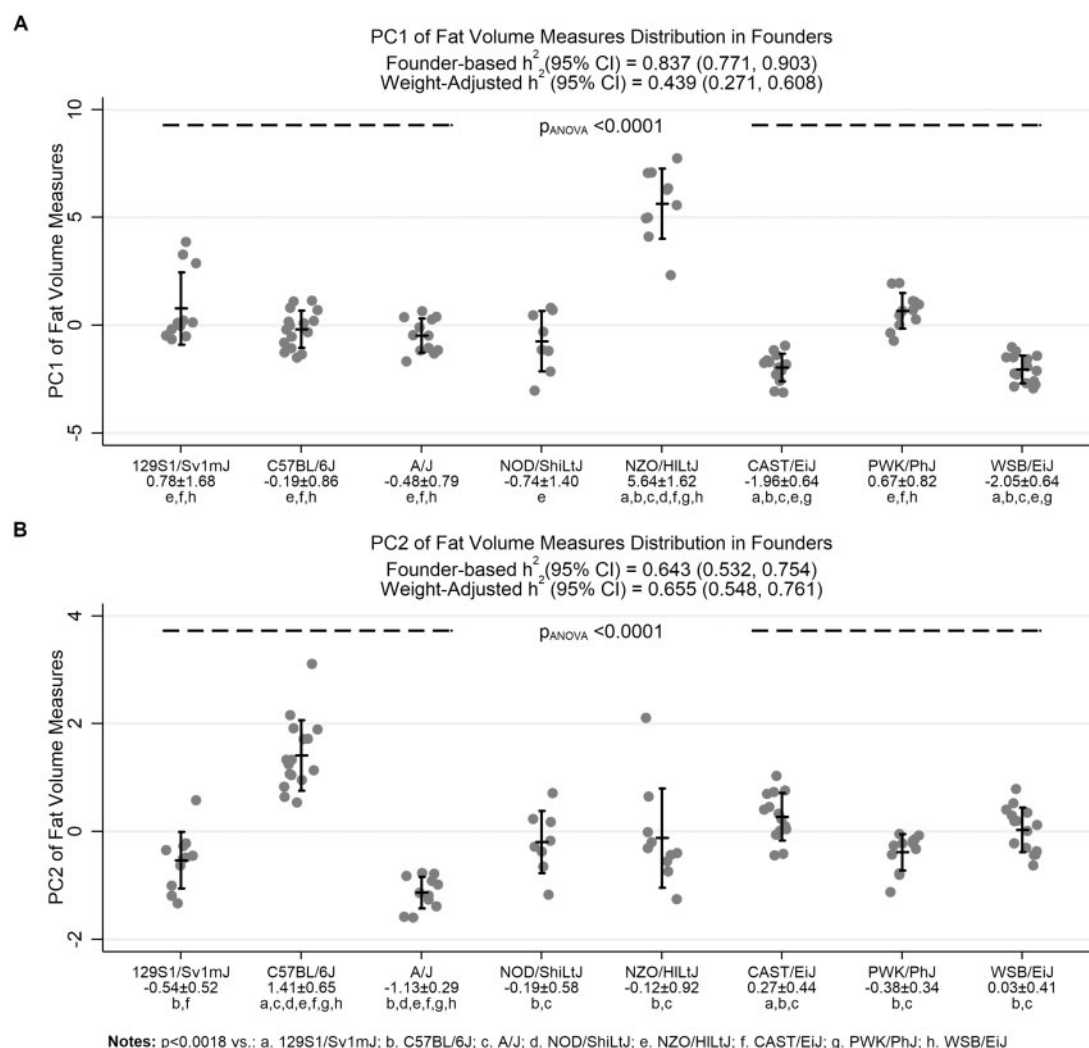 A
PC1 of Fat Volume Measures Distribution in Founders
Founder-based h² (95% CI) = 0.837 (0.771, 0.903)
Weight-Adjusted h² (95% CI) = 0.439 (0.271, 0.608)
pANOVA <0.0001
PC1 of Fat Volume Measures
10
5
0
-5
129S1/Sv1mJ C57BL/6J A/J NOD/ShiLtJ NZO/HILtJ CAST/EiJ PWK/PhJ WSB/EiJ
0.78±1.68 -0.19±0.86 -0.48±0.79 -0.74±1.40 5.64±1.62 -1.96±0.64 0.67±0.82 -2.05±0.64
e,f,h e,f,h e,f,h e a,b,c,d,f,g,h a,b,c,e,g e,f,h a,b,c,e,g
B
PC2 of Fat Volume Measures Distribution in Founders
Founder-based h² (95% CI) = 0.643 (0.532, 0.754)
Weight-Adjusted h² (95% CI) = 0.655 (0.548, 0.761)
pANOVA <0.0001
PC2 of Fat Volume Measures
4
2
0
-2
129S1/Sv1mJ C57BL/6J A/J NOD/ShiLtJ NZO/HILtJ CAST/EiJ PWK/PhJ WSB/EiJ
-0.54±0.52 1.41±0.65 -1.13±0.29 -0.19±0.58 -0.12±0.92 0.27±0.44 -0.38±0.34 0.03±0.41
b,f a,c,d,e,f,g,h b,d,e,f,g,h b,c b,c a,b,c b,c b,c
Notes: p<0.0018 vs.: a. 129S1/Sv1mJ; b. C57BL/6J; c. A/J; d. NOD/ShiLtJ; e. NZO/HILtJ; f. CAST/EiJ; g. PWK/PhJ; h. WSB/EiJ